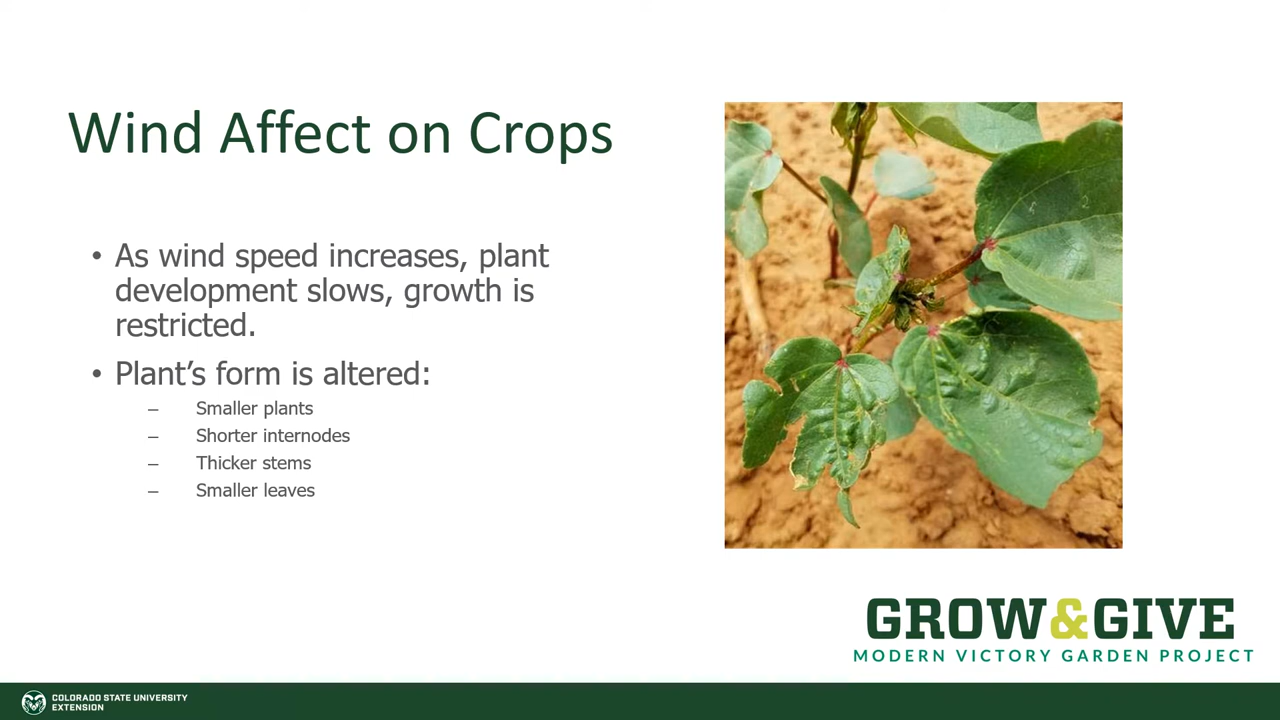 Wind Affect on Crops
• As wind speed increases, plant
development slows, growth is
restricted.
• Plant’s form is altered:
– Smaller plants
– Shorter internodes
– Thicker stems
– Smaller leaves
GROW&GIVE
MODERN VICTORY GARDEN PROJECT
COLORADO STATE UNIVERSITY
EXTENSION